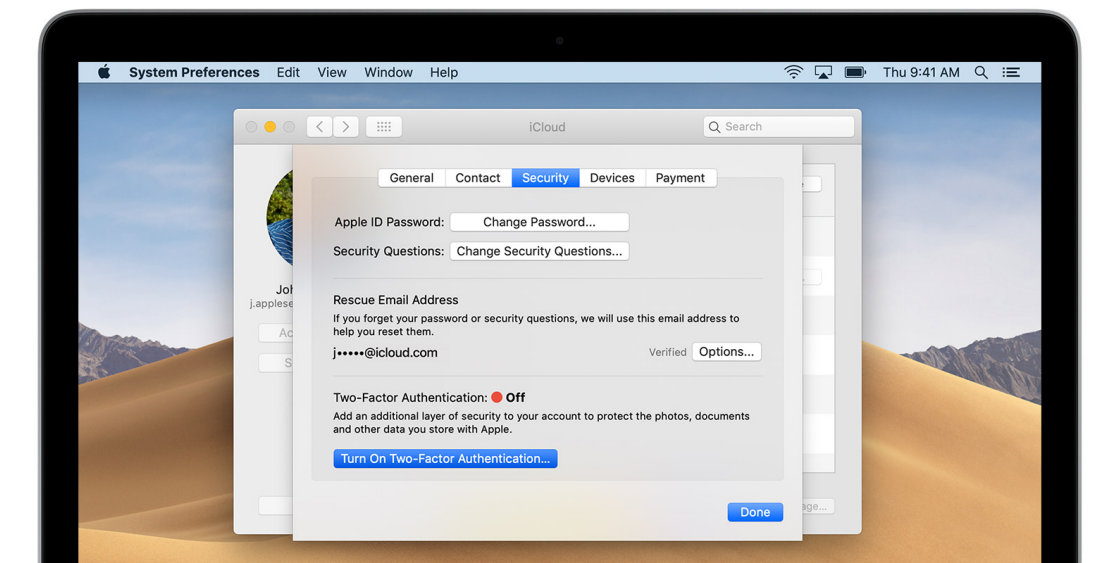 System Preferences Edit View Window Help Thu 9:41 AM
iCloud
Search
General Contact Security Devices Payment
Apple ID Password: Change Password...
Security Questions: Change Security Questions...
Rescue Email Address
If you forget your password or security questions, we will use this email address to
help you reset them.
j•••••@icloud.com Verified Options...
Two-Factor Authentication: Off
Add an additional layer of security to your account to protect the photos, documents
and other data you store with Apple.
Turn On Two-Factor Authentication...
Done